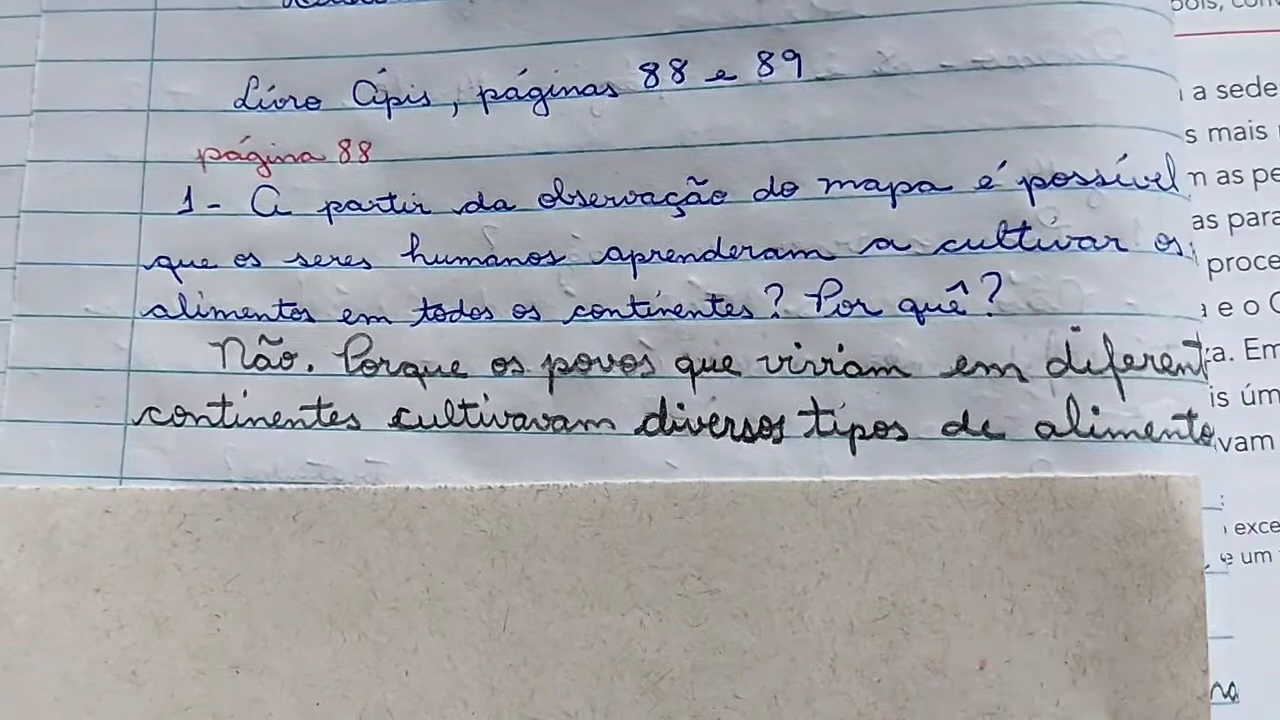 Livro Ápis, páginas 88 e 89
página 88
1- A partir da observação do mapa é possível
que os seres humanos aprenderam a cultivar os
alimentos em todos os continentes? Por quê?
Não. Porque os povos que viviam em diferent
continentes cultivavam diversos tipos de alimento
a sede
s mais
n as pe
as para
proce
e o
a. Em
is úm
vam
exce
e um